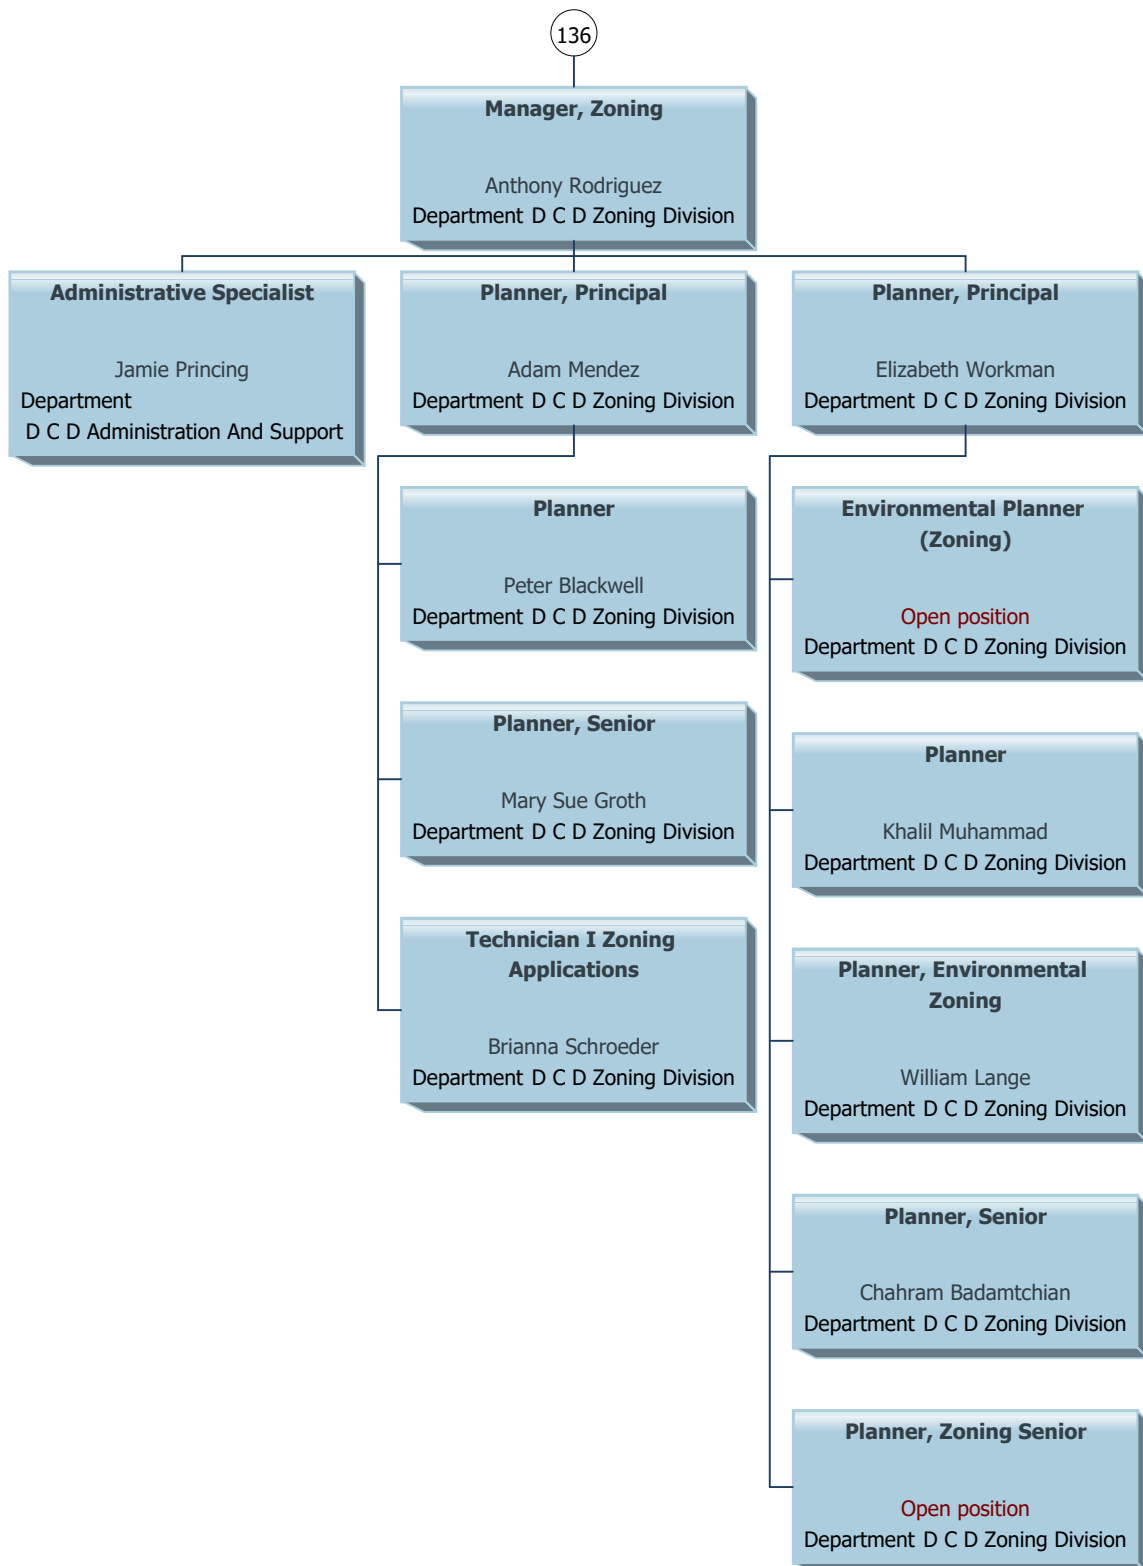 136
Manager, Zoning
Anthony Rodriguez
Department D C D Zoning Division
Administrative Specialist
Jamie Princing
Department
D C D Administration And Support
Planner, Principal
Adam Mendez
Department D C D Zoning Division
Planner, Principal
Elizabeth Workman
Department D C D Zoning Division
Planner
Peter Blackwell
Department D C D Zoning Division
Planner, Senior
Mary Sue Groth
Department D C D Zoning Division
Technician I Zoning
Applications
Brianna Schroeder
Department D C D Zoning Division
Environmental Planner
(Zoning)
Open position
Department D C D Zoning Division
Planner
Khalil Muhammad
Department D C D Zoning Division
Planner, Environmental
Zoning
William Lange
Department D C D Zoning Division
Planner, Senior
Chahram Badamtchian
Department D C D Zoning Division
Planner, Zoning Senior
Open position
Department D C D Zoning Division